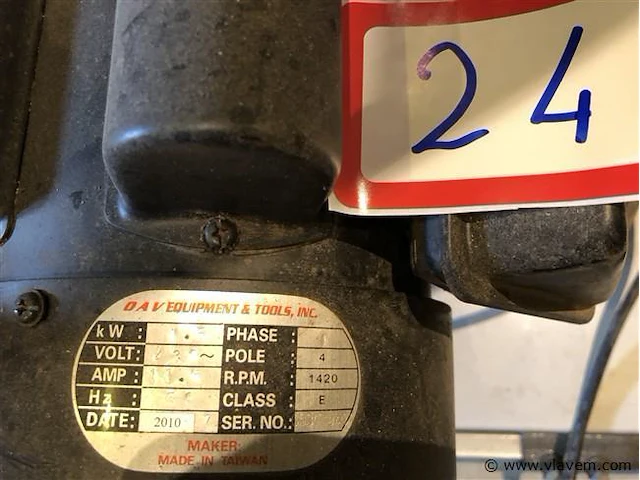 24
DAV EQUIPMENT & TOOLS, INC.
kW : PHASE :
VOLT: ~ POLE : 4
AMP : R.P.M. : 1420
Hz : CLASS : E
DATE: 2010 SER. NO.:
MAKER:
MADE IN TAIWAN
© www.vlavem.com